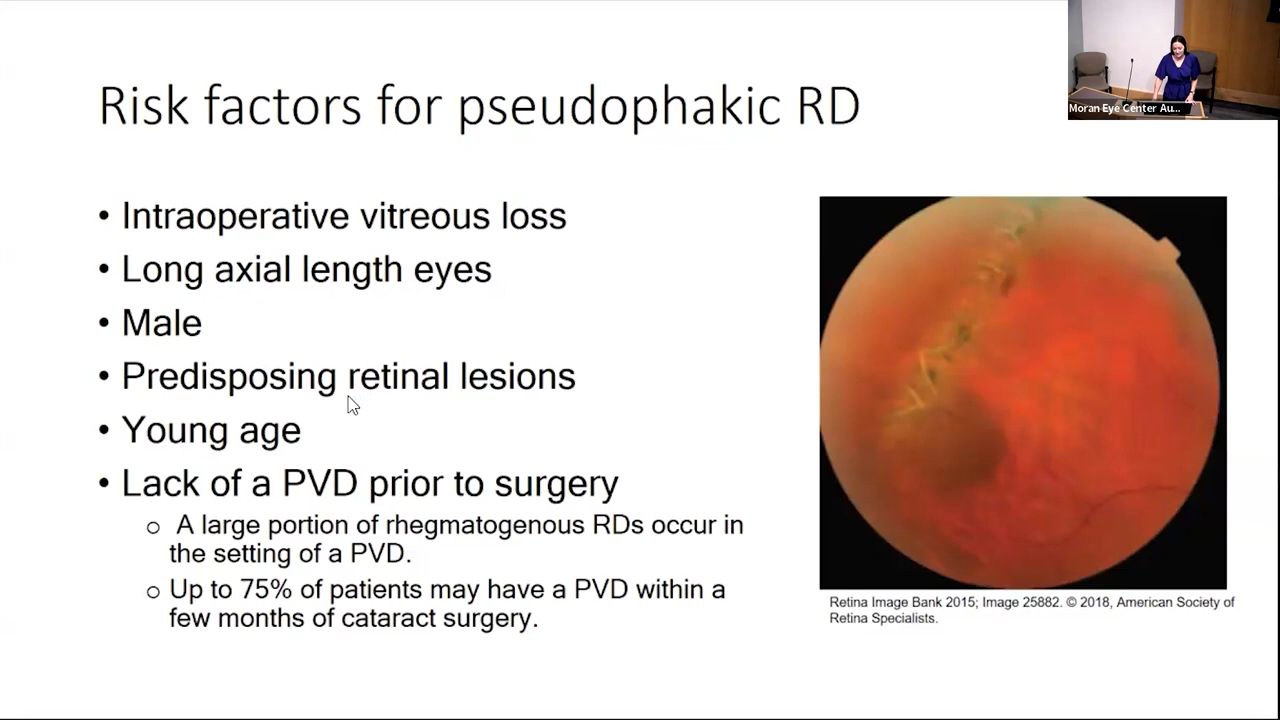 Risk factors for pseudophakic RD
Moran Eye Center Au...
• Intraoperative vitreous loss
• Long axial length eyes
• Male
• Predisposing retinal lesions
• Young age
• Lack of a PVD prior to surgery
o A large portion of rhegmatogenous RDs occur in
the setting of a PVD.
o Up to 75% of patients may have a PVD within a
few months of cataract surgery.
Retina Image Bank 2015; Image 25882. © 2018, American Society of
Retina Specialists.